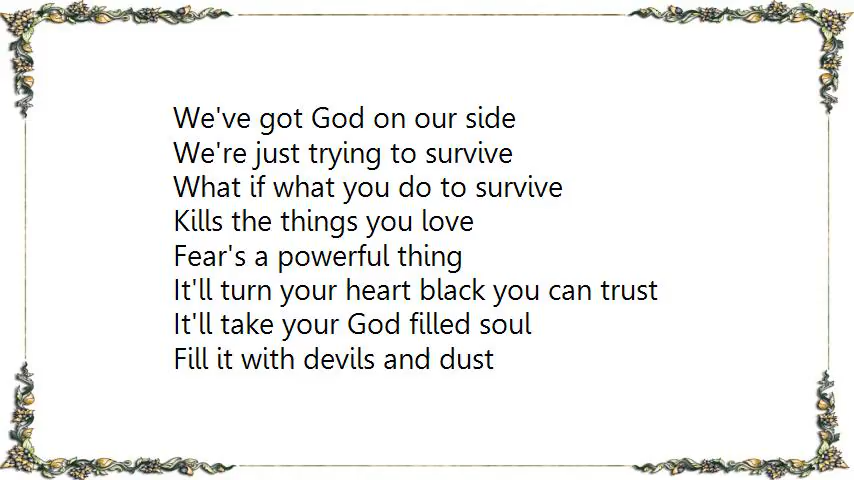 We've got God on our side
We're just trying to survive
What if what you do to survive
Kills the things you love
Fear's a powerful thing
It'll turn your heart black you can trust
It'll take your God filled soul
Fill it with devils and dust